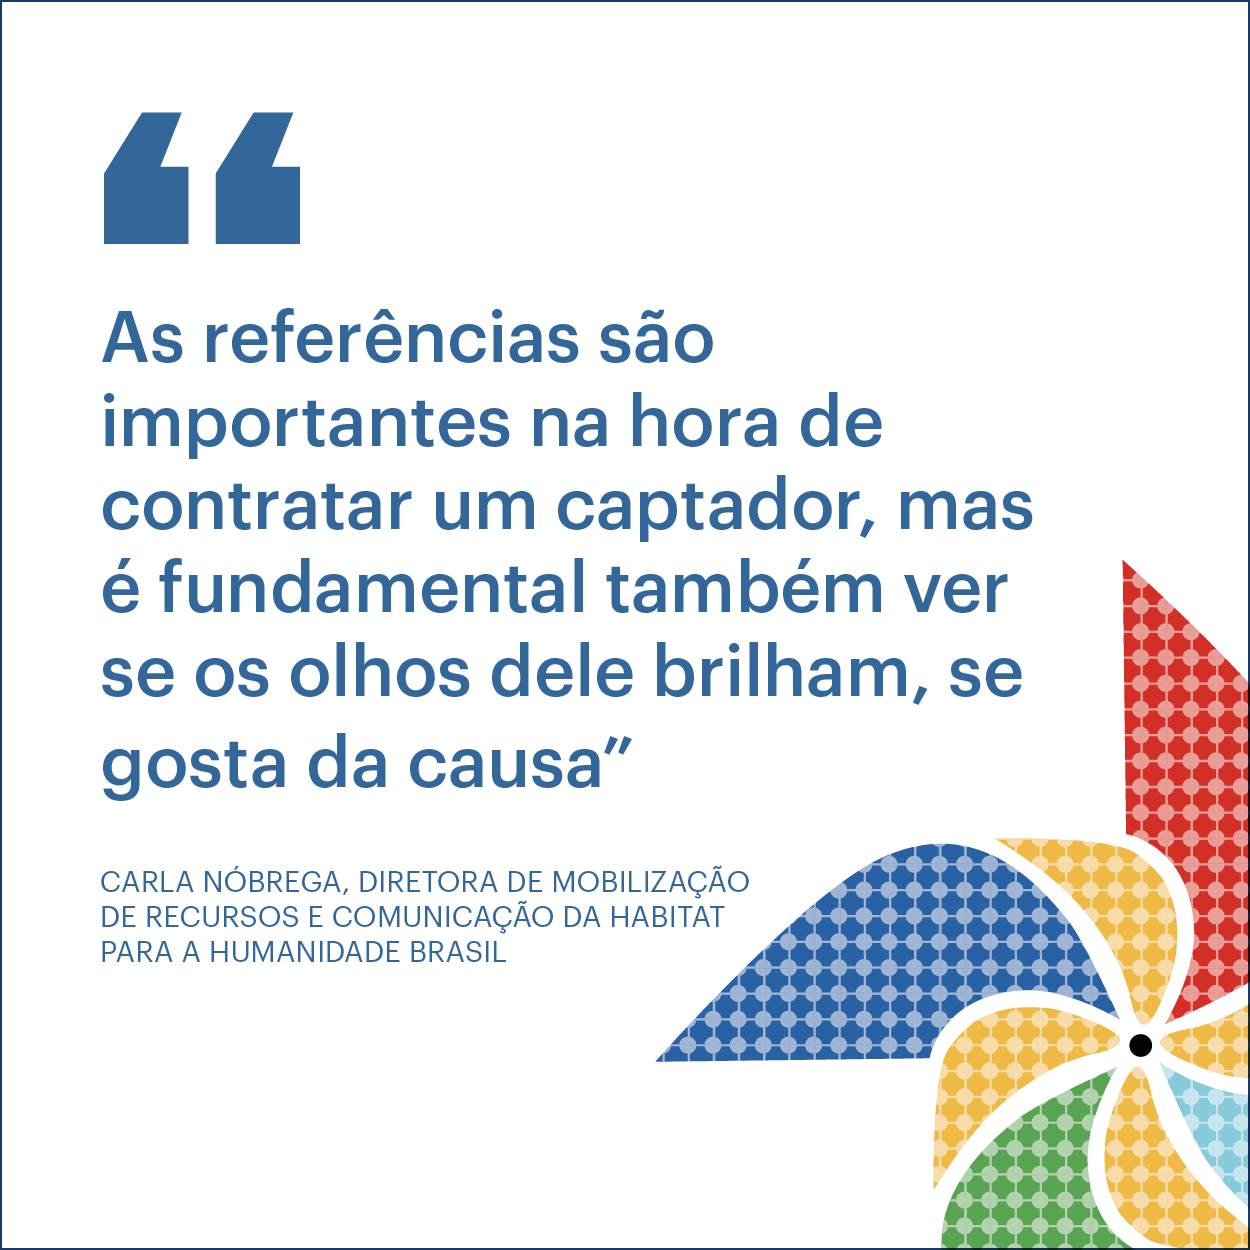 “
As referências são
importantes na hora de
contratar um captador, mas
é fundamental também ver
se os olhos dele brilham, se
gosta da causa”
CARLA NÓBREGA, DIRETORA DE MOBILIZAÇÃO
DE RECURSOS E COMUNICAÇÃO DA HABITAT
PARA A HUMANIDADE BRASIL